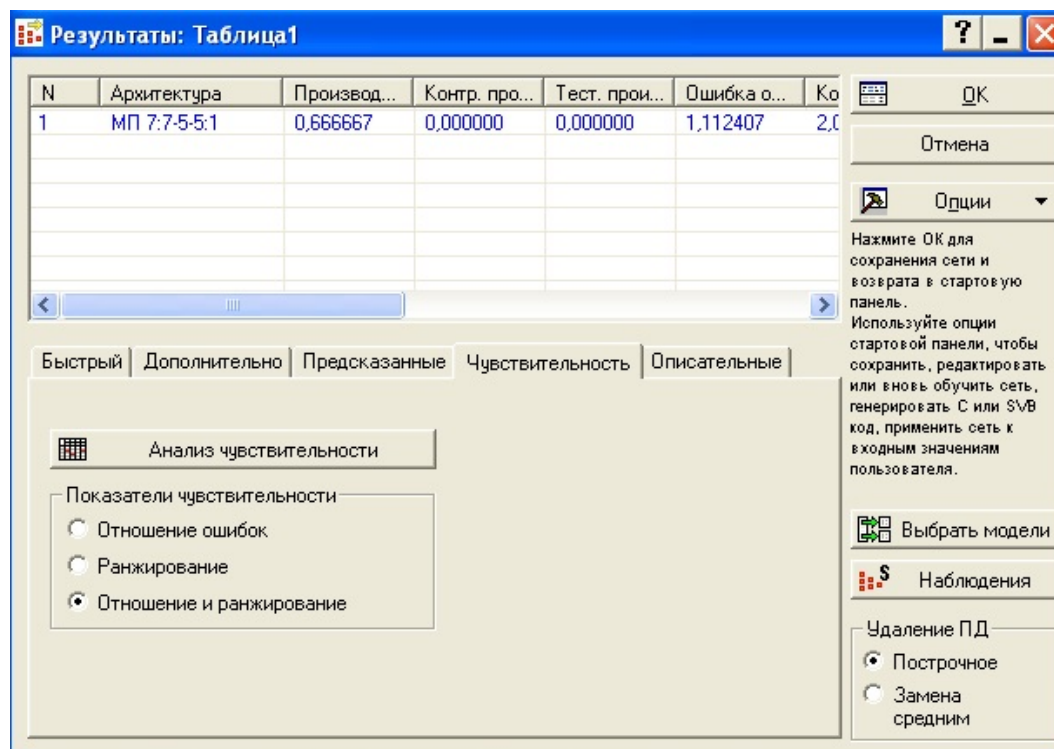 Результаты: Таблица1
N Архитектура Производ... Контр. про... Тест. прои... Ошибка о... Ко
1 МП 7:7-5-5:1 0,666667 0,000000 0,000000 1,112407 2,0
OK
Отмена
Опции
Нажмите ОК для
сохранения сети и
возврата в стартовую
панель.
Используйте опции
стартовой панели, чтобы
сохранить, редактировать
или вновь обучить сеть,
генерировать C или SVB
код, применить сеть к
входным значениям
пользователя.
Выбрать модели
Наблюдения
Удаление ПД
Построчное
Замена
средним
Быстрый Дополнительно Предсказанные Чувствительность Описательные
Анализ чувствительности
Показатели чувствительности
Отношение ошибок
Ранжирование
Отношение и ранжирование